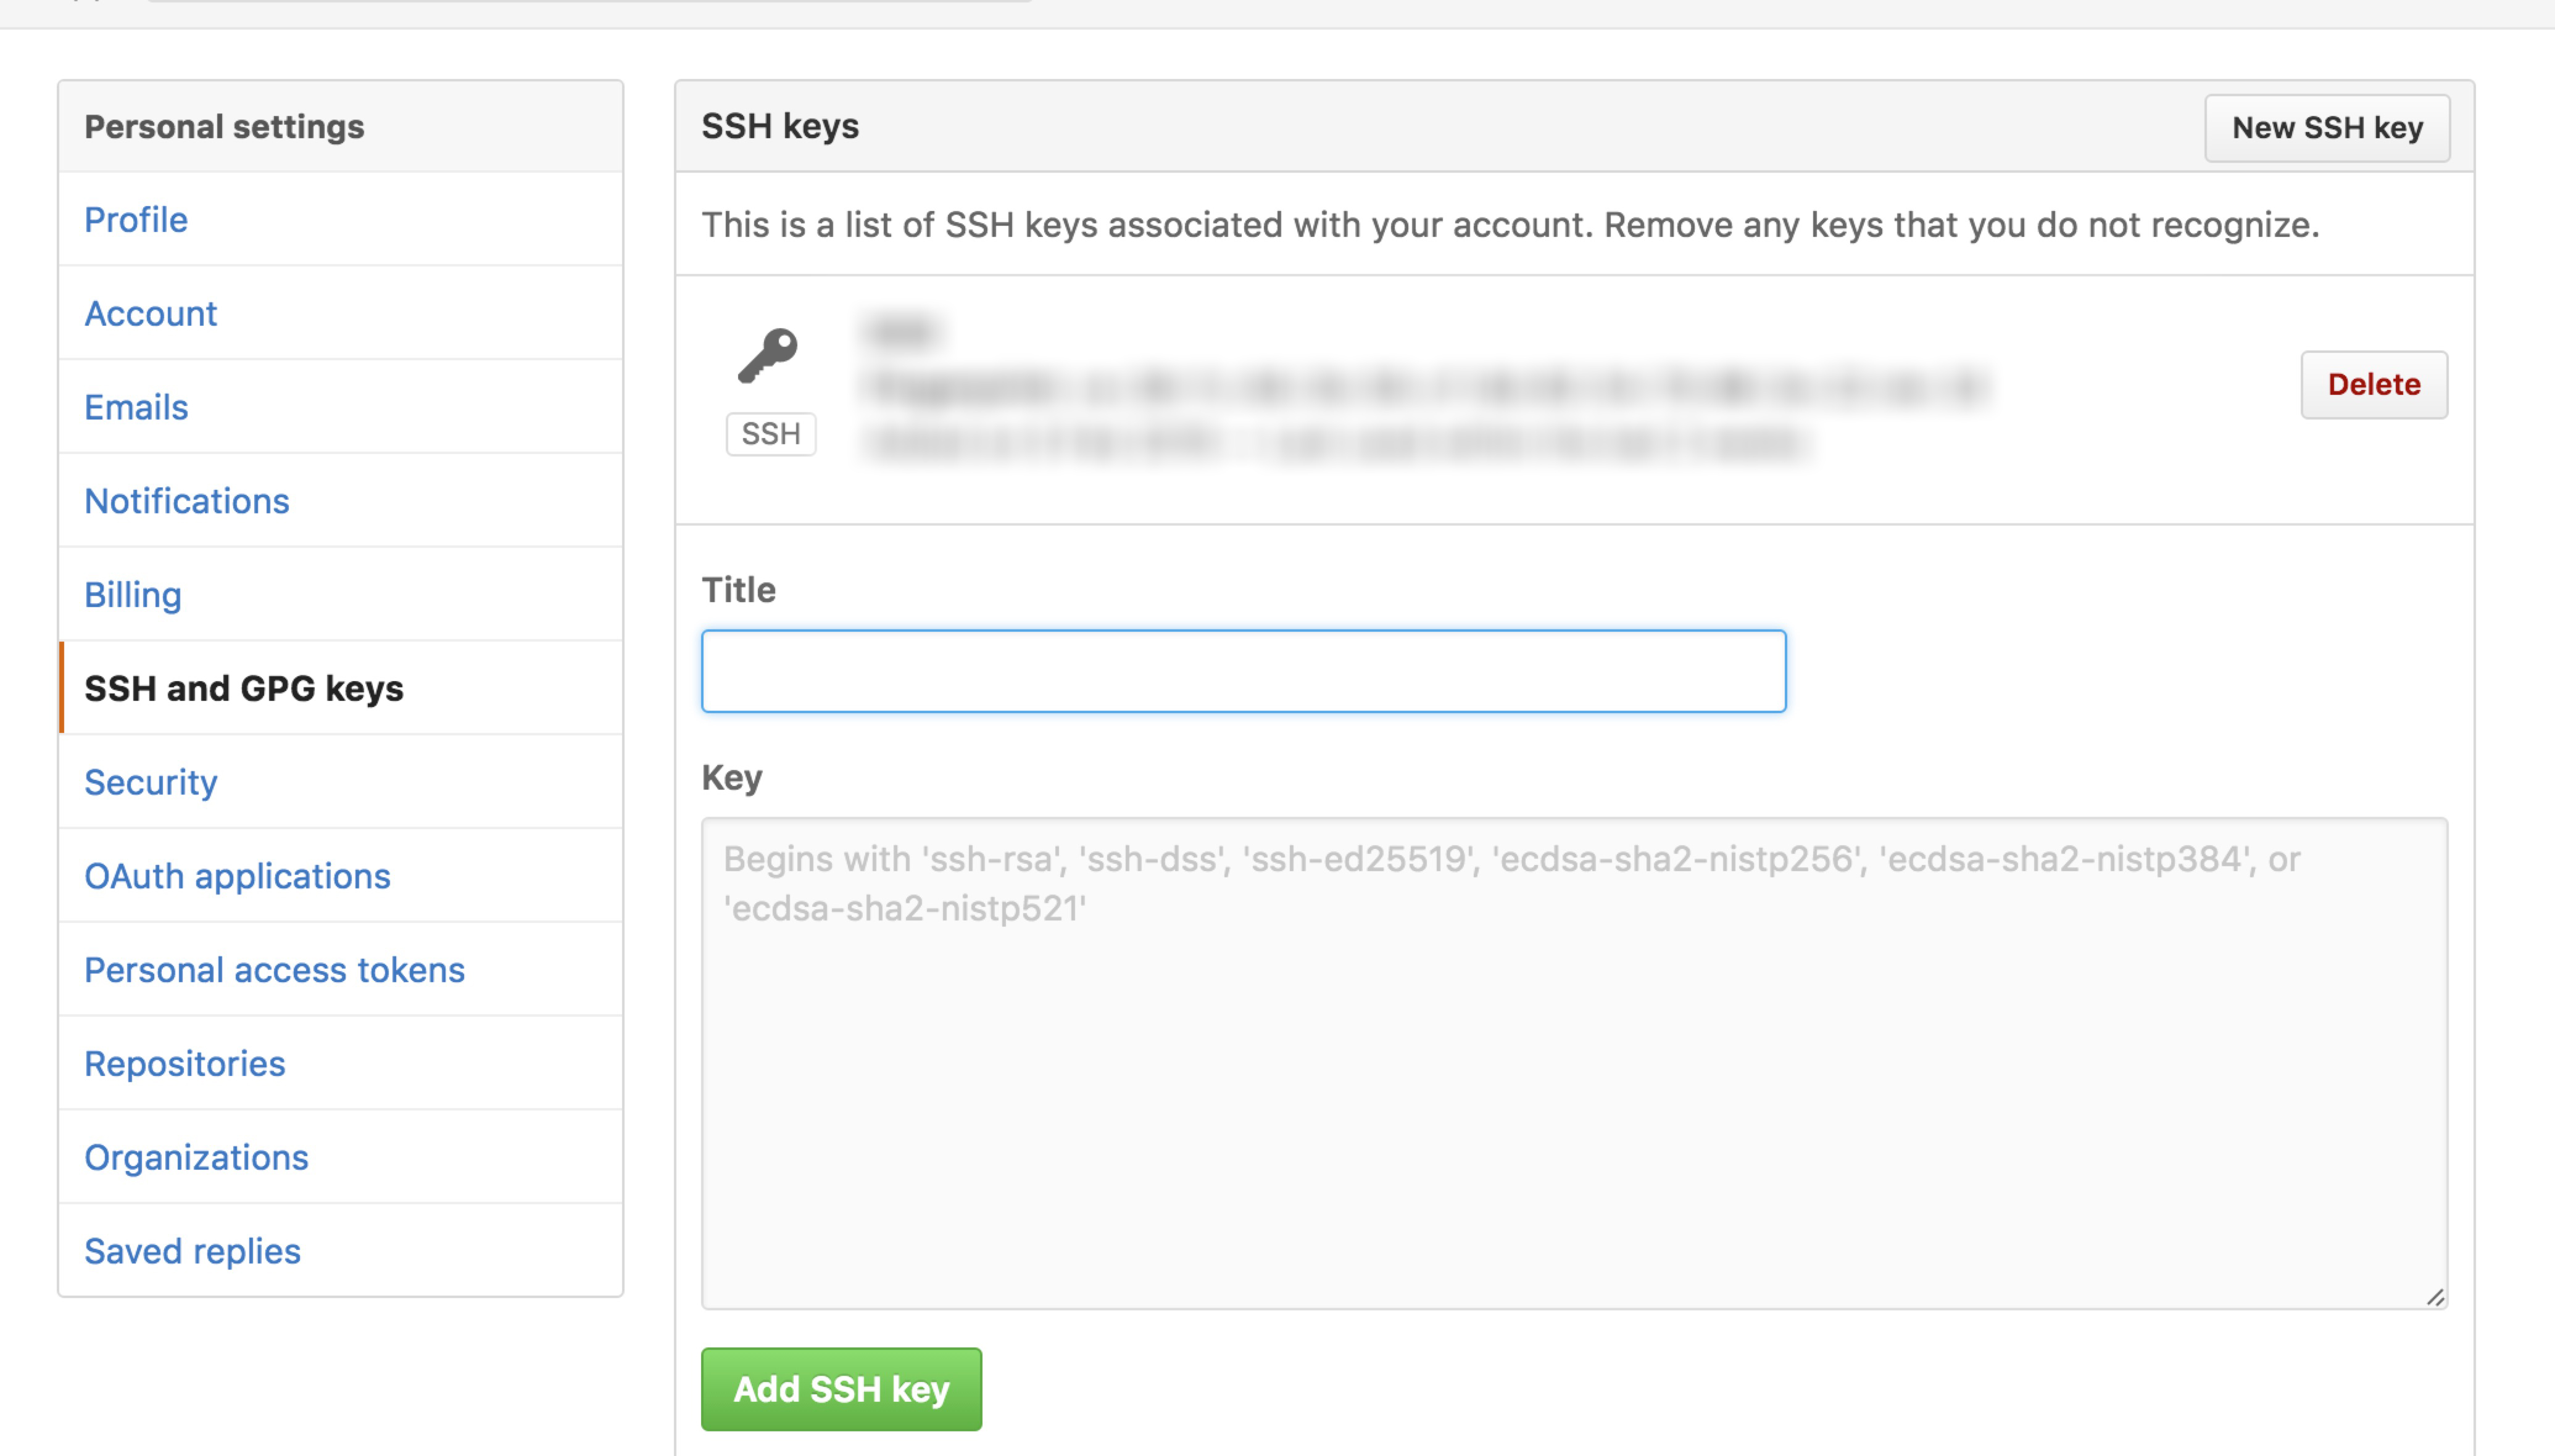 Personal settings
Profile
Account
Emails
Notifications
Billing
SSH and GPG keys
Security
OAuth applications
Personal access tokens
Repositories
Organizations
Saved replies
SSH keys
New SSH key
This is a list of SSH keys associated with your account. Remove any keys that you do not recognize.
SSH
Delete
Title
Key
Begins with 'ssh-rsa', 'ssh-dss', 'ssh-ed25519', 'ecdsa-sha2-nistp256', 'ecdsa-sha2-nistp384', or
'ecdsa-sha2-nistp521'
Add SSH key